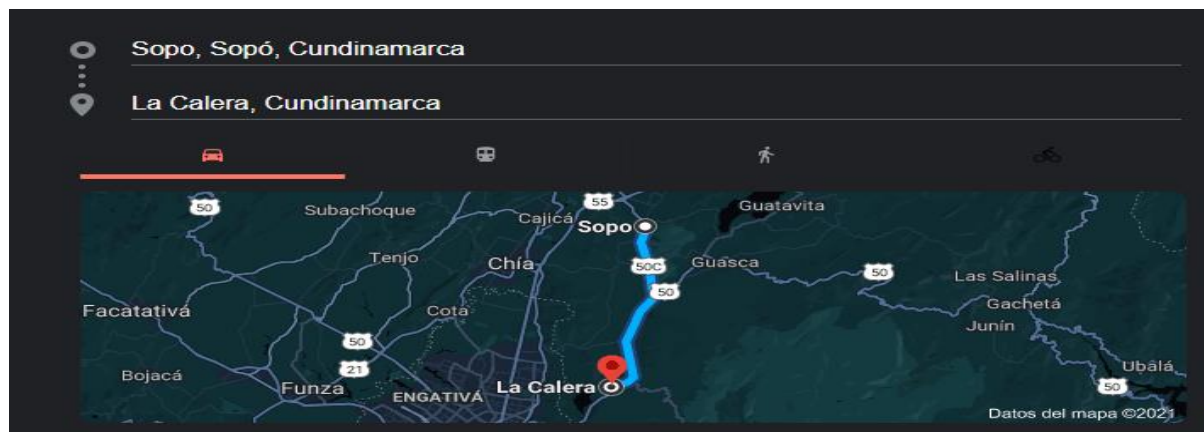 Sopo, Sopó, Cundinamarca
La Calera, Cundinamarca
50
Subachoque
Cajicá
55
Sopo
Guatavita
Tenjo
Chía
50C
Guasca
50
50
Las Salinas
Facatativá
Cota
Gachetá
Junín
50
21
Bojacá
Funza
ENGATIVÁ
La Calera
Ubalá
50
Datos del mapa ©2021